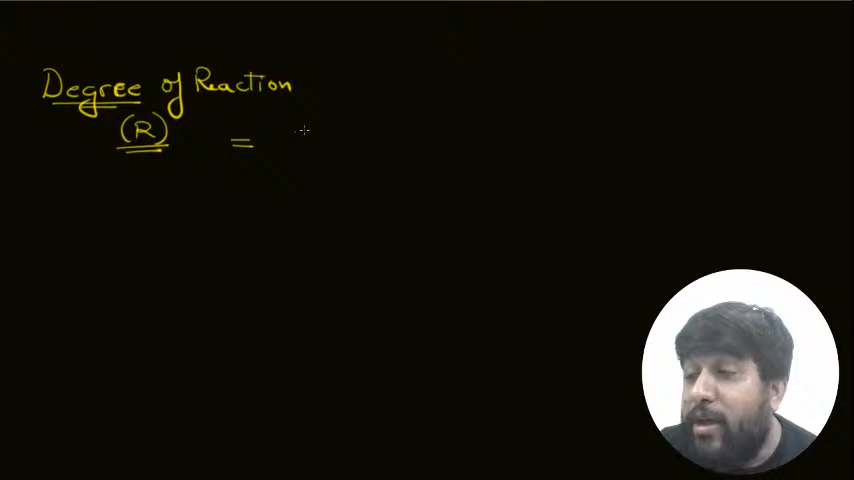 Degree of Reaction
(R) =